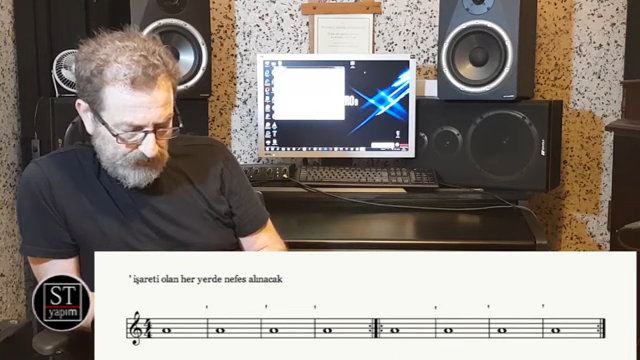 ' işareti olan her yerde nefes alınacak
ST
yapım